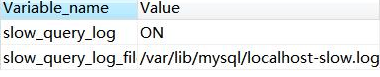 Variable_name Value
slow_query_log ON
slow_query_log_fil /var/lib/mysql/localhost-slow.log